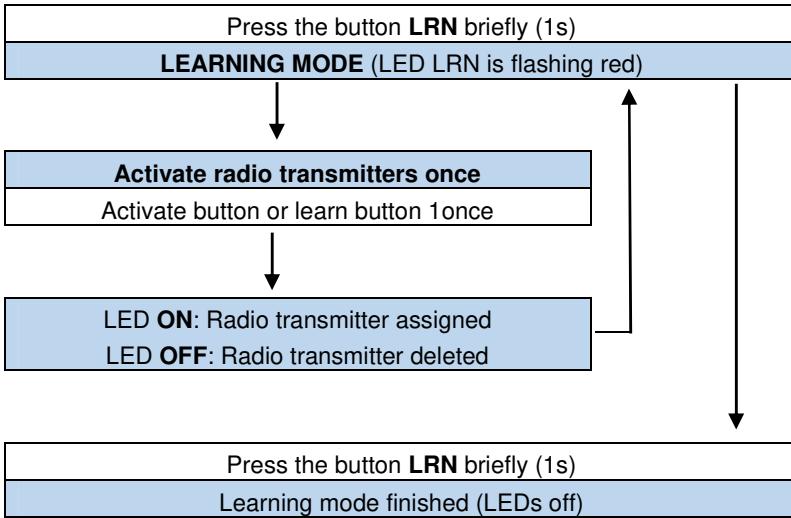 Press the button LRN briefly (1s)
LEARNING MODE (LED LRN is flashing red)
Activate radio transmitters once
Activate button or learn button 1once
LED ON: Radio transmitter assigned
LED OFF: Radio transmitter deleted
Press the button LRN briefly (1s)
Learning mode finished (LEDs off)